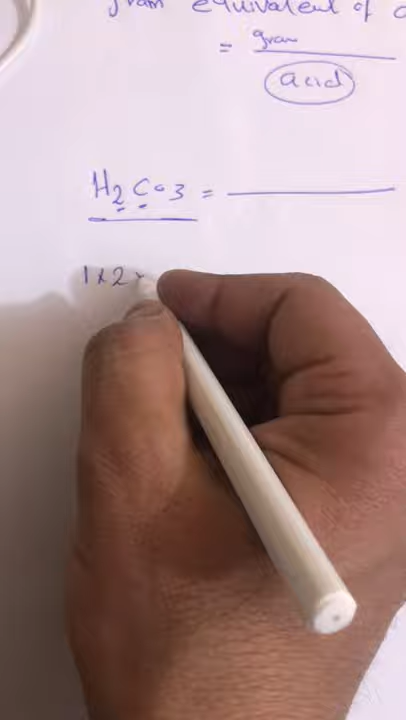 gram equivalent of
= gram
acid
H2CO3 =
1x2